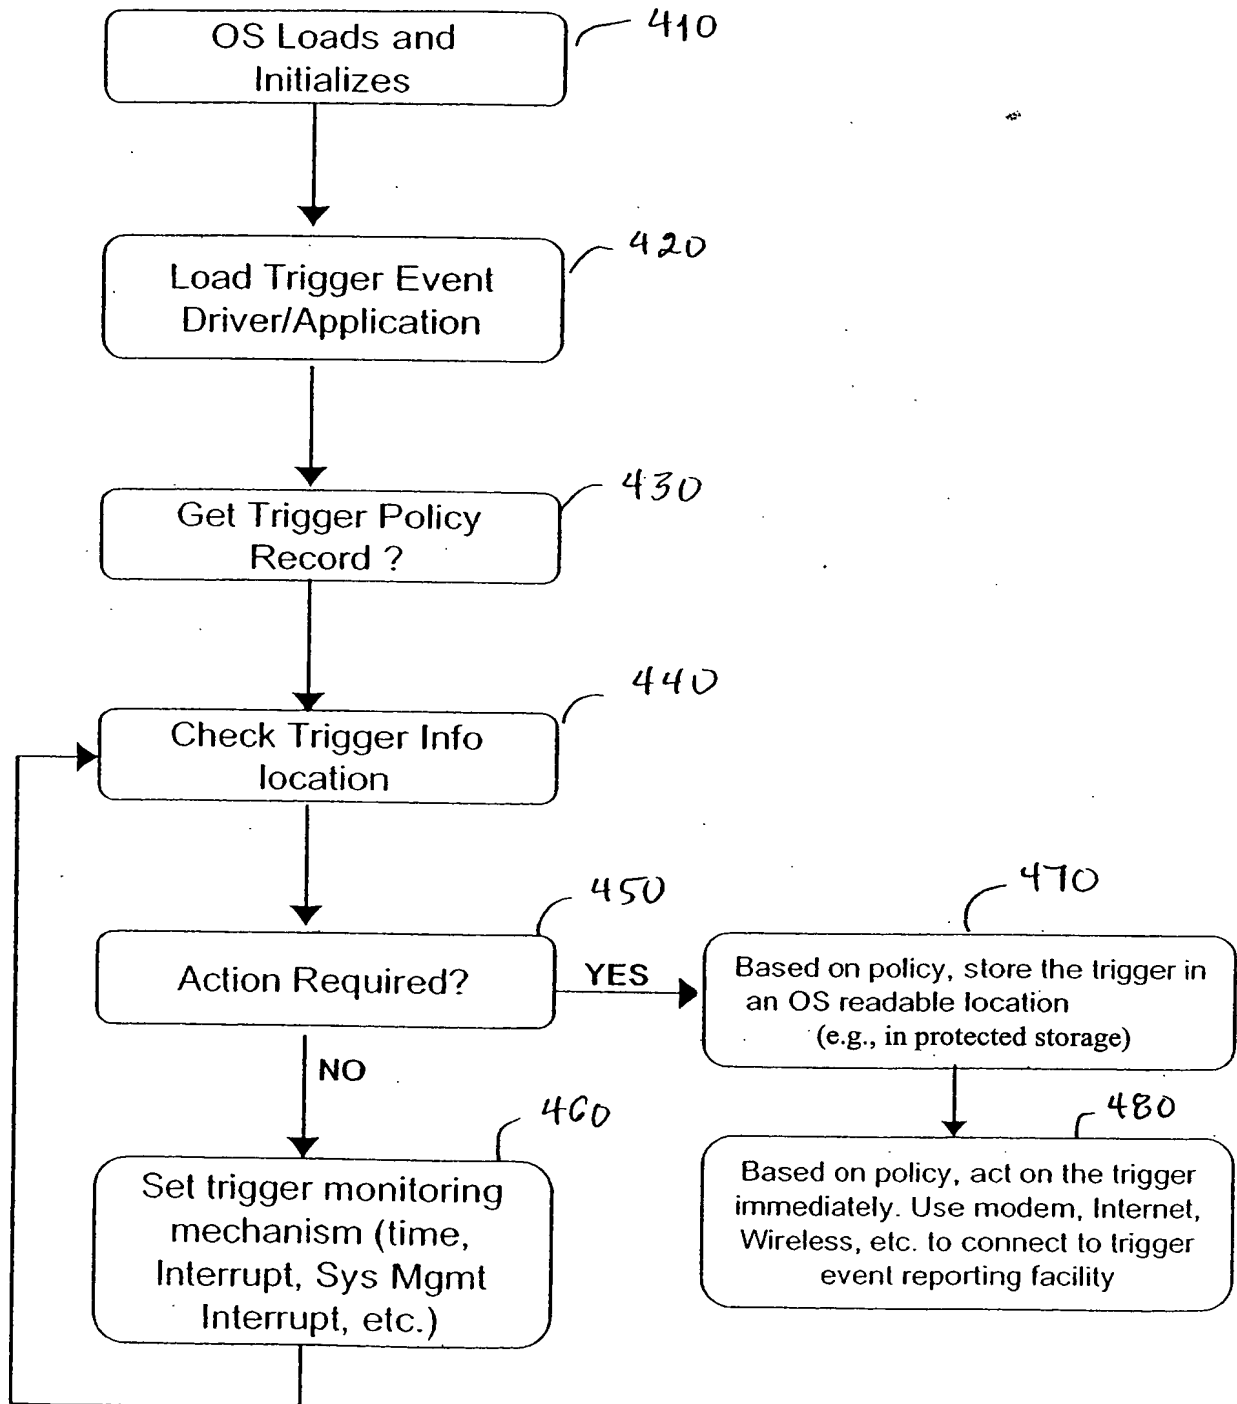 OS Loads and
Initializes
410
Load Trigger Event
Driver/Application
420
Get Trigger Policy
Record ?
430
Check Trigger Info
location
440
Action Required?
450
YES
NO
Set trigger monitoring
mechanism (time,
Interrupt, Sys Mgmt
Interrupt, etc.)
460
Based on policy, store the trigger in
an OS readable location
(e.g., in protected storage)
470
Based on policy, act on the trigger
immediately. Use modem, Internet,
Wireless, etc. to connect to trigger
event reporting facility
480